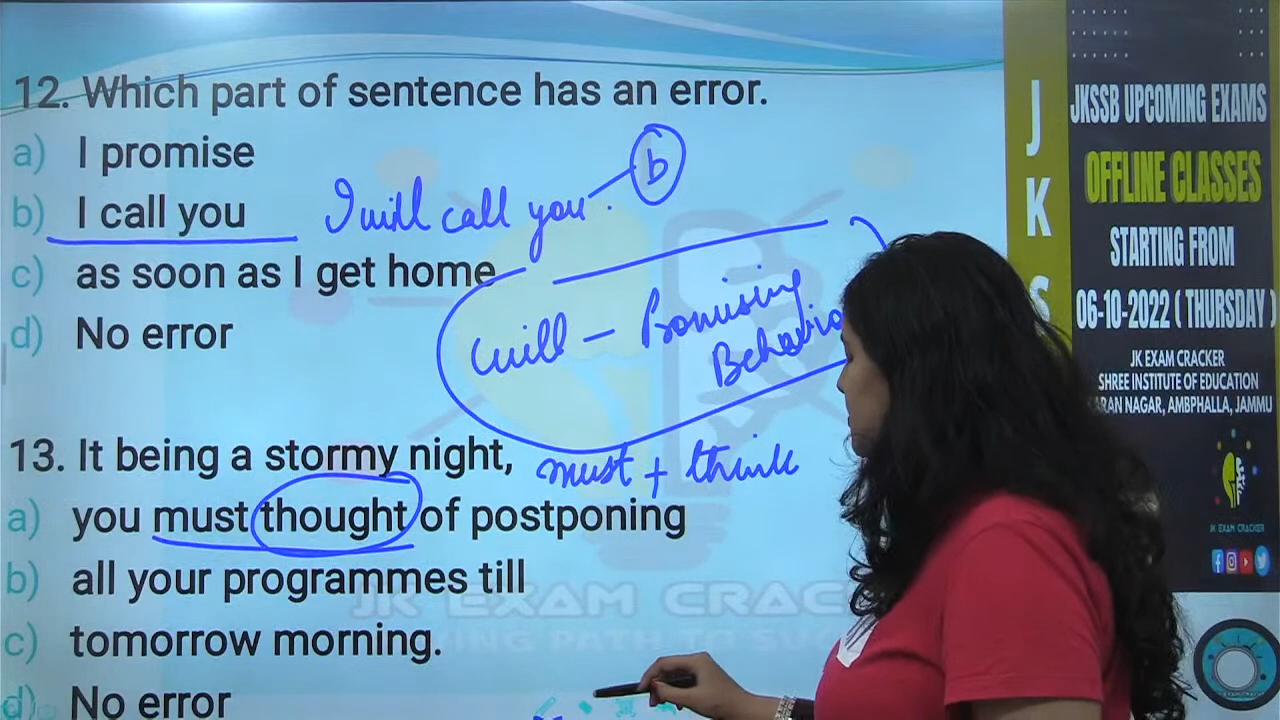 12. Which part of sentence has an error.
a) I promise
b) I call you
I will call you. b
c) as soon as I get home
will – Promising
d) No error
13. It being a stormy night,
must + think
a) you must thought of postponing
b) all your programmes till
c) tomorrow morning.
d) No error
JK EXAM
JKS
JKSSB UPCOMING EXAMS
OFFLINE CLASSES
STARTING FROM
06-10-2022 ( THURSDAY )
JK EXAM CRACKER
SHREE INSTITUTE OF EDUCATION
NAGAR, AMBPHALLA, JAMMU
JK EXAM CRACKER